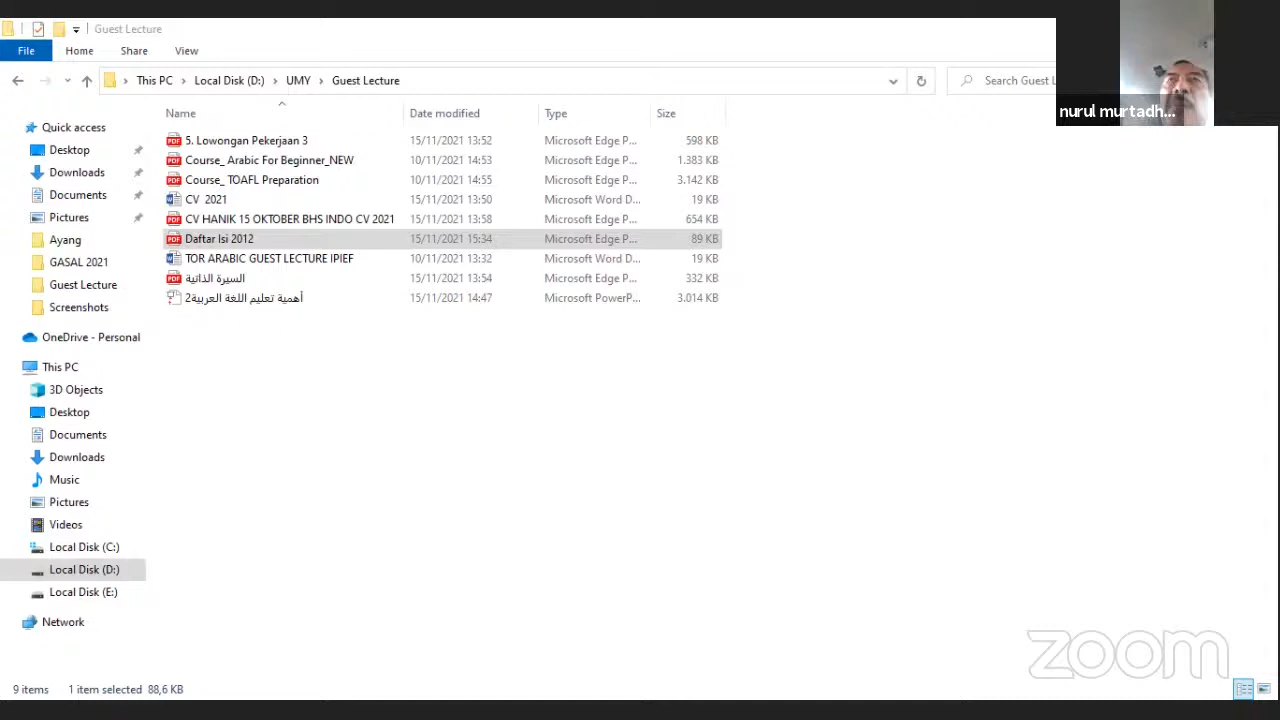 Guest Lecture
File Home Share View
This PC Local Disk (D:) UMY Guest Lecture Search Guest L
nurul murtadh...
Name Date modified Type Size
Quick access
Desktop
Downloads
Documents
Pictures
Ayang
GASAL 2021
Guest Lecture
Screenshots
OneDrive - Personal
This PC
3D Objects
Desktop
Documents
Downloads
Music
Pictures
Videos
Local Disk (C:)
Local Disk (D:)
Local Disk (E:)
Network
5. Lowongan Pekerjaan 3 15/11/2021 13:52 Microsoft Edge P... 598 KB
Course_ Arabic For Beginner_NEW 10/11/2021 14:53 Microsoft Edge P... 1.383 KB
Course_ TOAFL Preparation 10/11/2021 14:55 Microsoft Edge P... 3.142 KB
CV 2021 15/11/2021 13:50 Microsoft Word D... 19 KB
CV HANIK 15 OKTOBER BHS INDO CV 2021 15/11/2021 13:58 Microsoft Edge P... 654 KB
Daftar Isi 2012 15/11/2021 15:34 Microsoft Edge P... 89 KB
TOR ARABIC GUEST LECTURE IPIEF 10/11/2021 13:32 Microsoft Word D... 19 KB
السيرة الذاتية 15/11/2021 13:54 Microsoft Edge P... 332 KB
أهمية تعليم اللغة العربية2 15/11/2021 14:47 Microsoft PowerP... 3.014 KB
zoom
9 items 1 item selected 88,6 KB